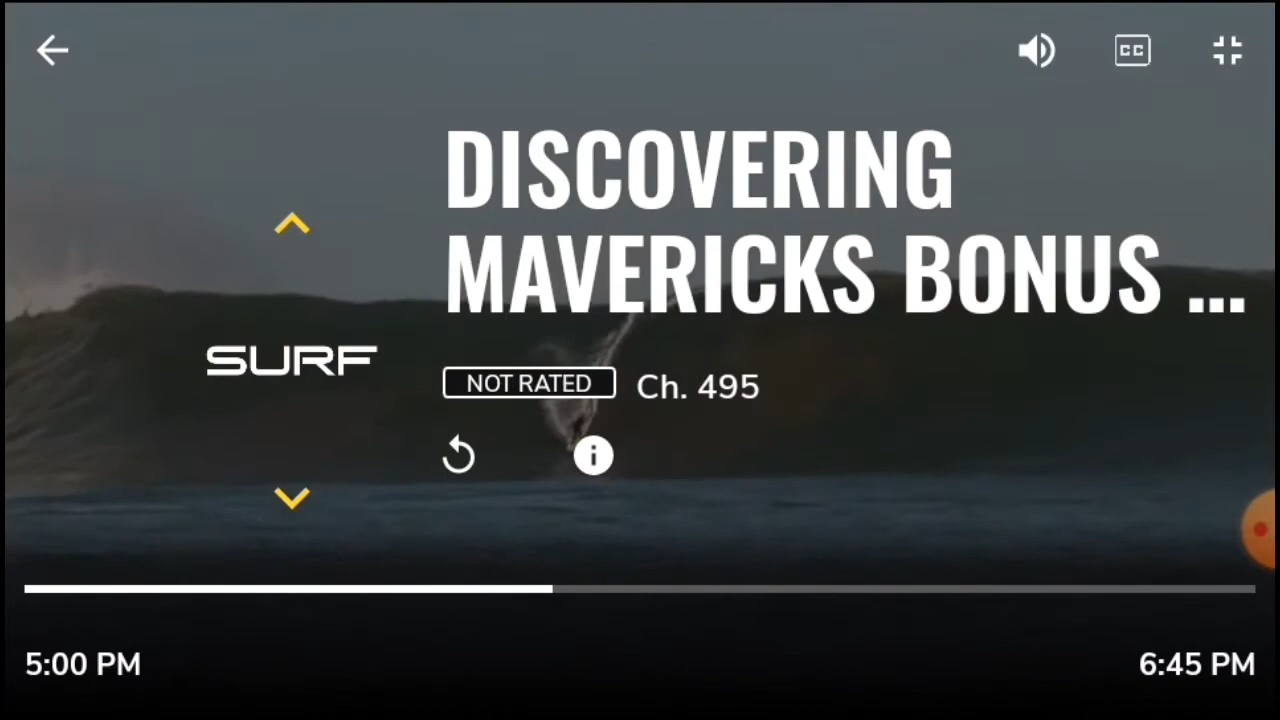 CC
DISCOVERING
MAVERICKS BONUS ...
SURF
NOT RATED Ch. 495
i
5:00 PM 6:45 PM